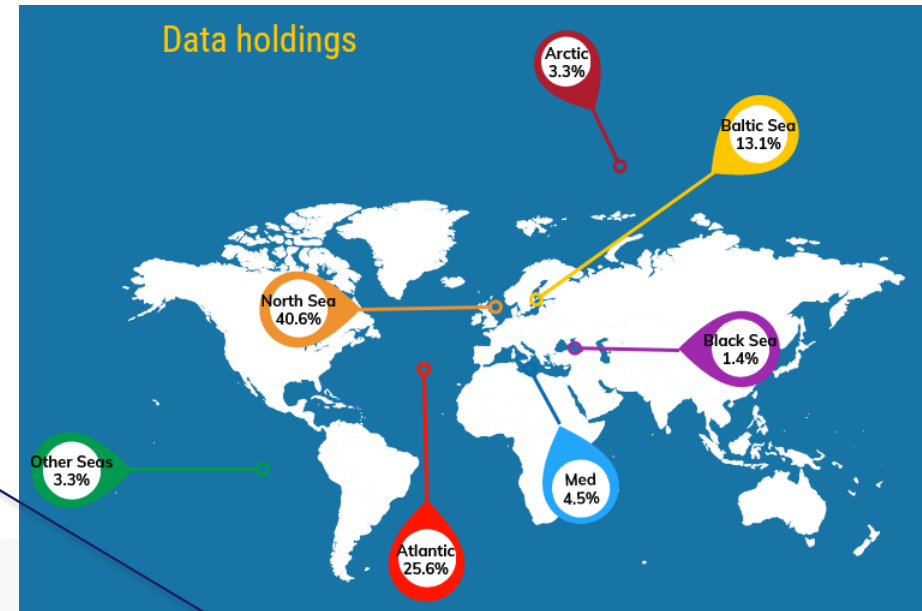 Data holdings
Arctic
3.3%
Baltic Sea
13.1%
North Sea
40.6%
Black Sea
1.4%
Other Seas
3.3%
Med
4.5%
Atlantic
25.6%